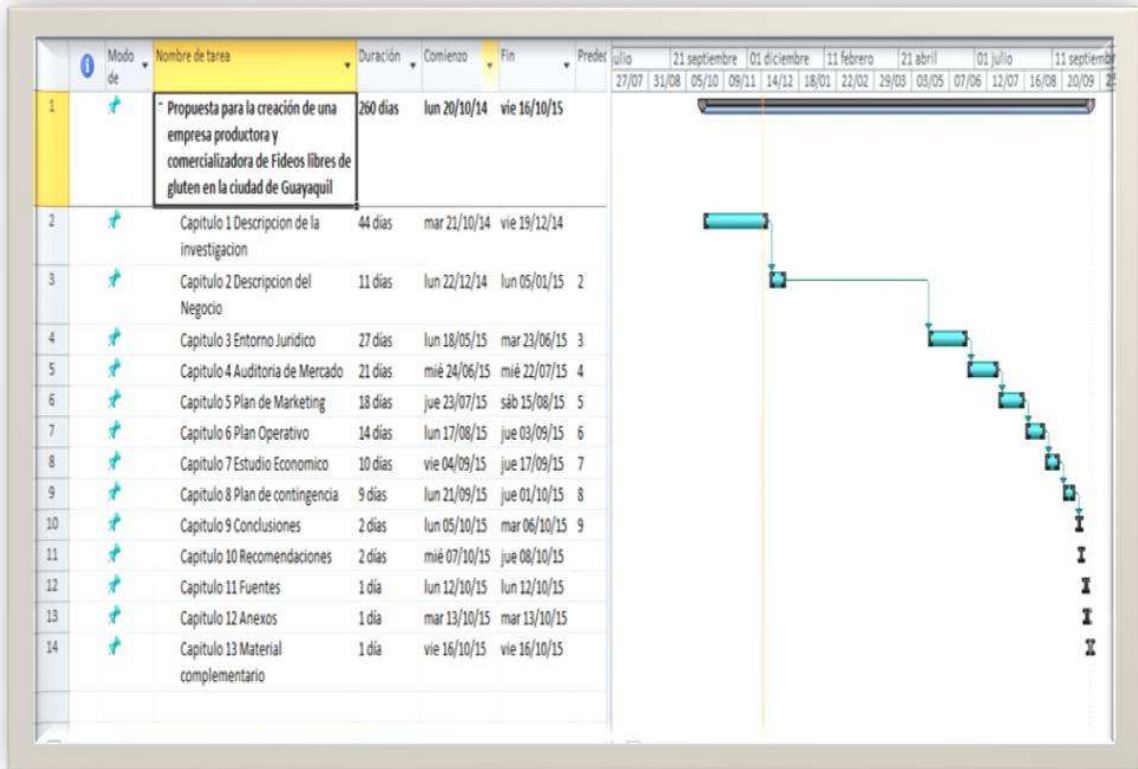 Modo de
Nombre de tarea
Duración
Comienzo
Fin
Predec
ulio
21 septiembre
01 diciembre
11 febrero
21 abril
01 julio
11 septiembr
27/07 31/08 05/10 09/11 14/12 18/01 22/02 29/03 03/05 07/06 12/07 16/08 20/09 2
1 - Propuesta para la creación de una 260 días lun 20/10/14 vie 16/10/15
empresa productora y
comercializadora de Fideos libres de
gluten en la ciudad de Guayaquil
2 Capitulo 1 Descripcion de la 44 días mar 21/10/14 vie 19/12/14
investigacion
3 Capitulo 2 Descripcion del 11 días lun 22/12/14 lun 05/01/15 2
Negocio
4 Capitulo 3 Entorno Juridico 27 días lun 18/05/15 mar 23/06/15 3
5 Capitulo 4 Auditoria de Mercado 21 días mié 24/06/15 mié 22/07/15 4
6 Capitulo 5 Plan de Marketing 18 días jue 23/07/15 sáb 15/08/15 5
7 Capitulo 6 Plan Operativo 14 días lun 17/08/15 jue 03/09/15 6
8 Capitulo 7 Estudio Economico 10 días vie 04/09/15 jue 17/09/15 7
9 Capitulo 8 Plan de contingencia 9 días lun 21/09/15 jue 01/10/15 8
10 Capitulo 9 Conclusiones 2 días lun 05/10/15 mar 06/10/15 9
11 Capitulo 10 Recomendaciones 2 días mié 07/10/15 jue 08/10/15
12 Capitulo 11 Fuentes 1 día lun 12/10/15 lun 12/10/15
13 Capitulo 12 Anexos 1 día mar 13/10/15 mar 13/10/15
14 Capitulo 13 Material 1 día vie 16/10/15 vie 16/10/15
complementario